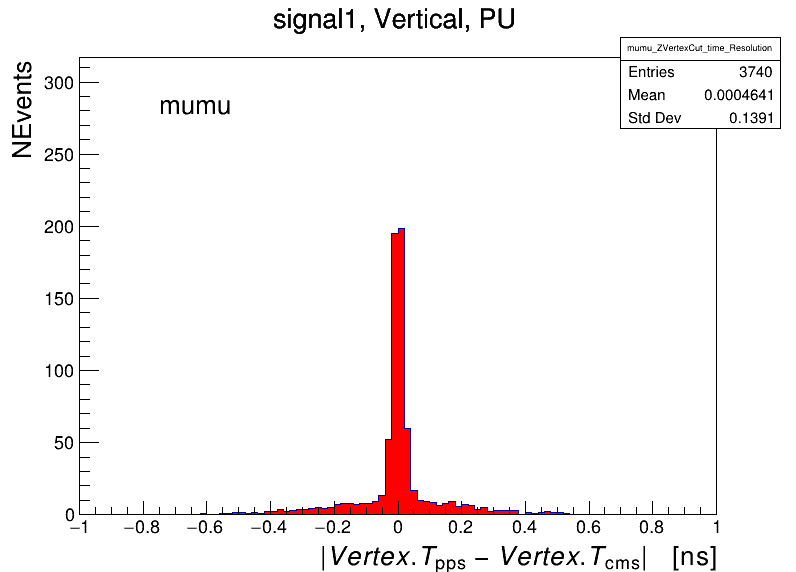 signal1, Vertical, PU
mumu_ZVertexCut_time_Resolution
Entries 3740
Mean 0.0004641
Std Dev 0.1391
NEvents
mumu
300
250
200
150
100
50
0
−1 −0.8 −0.6 −0.4 −0.2 0 0.2 0.4 0.6 0.8 1
|Vertex.Tpps − Vertex.Tcms| [ns]